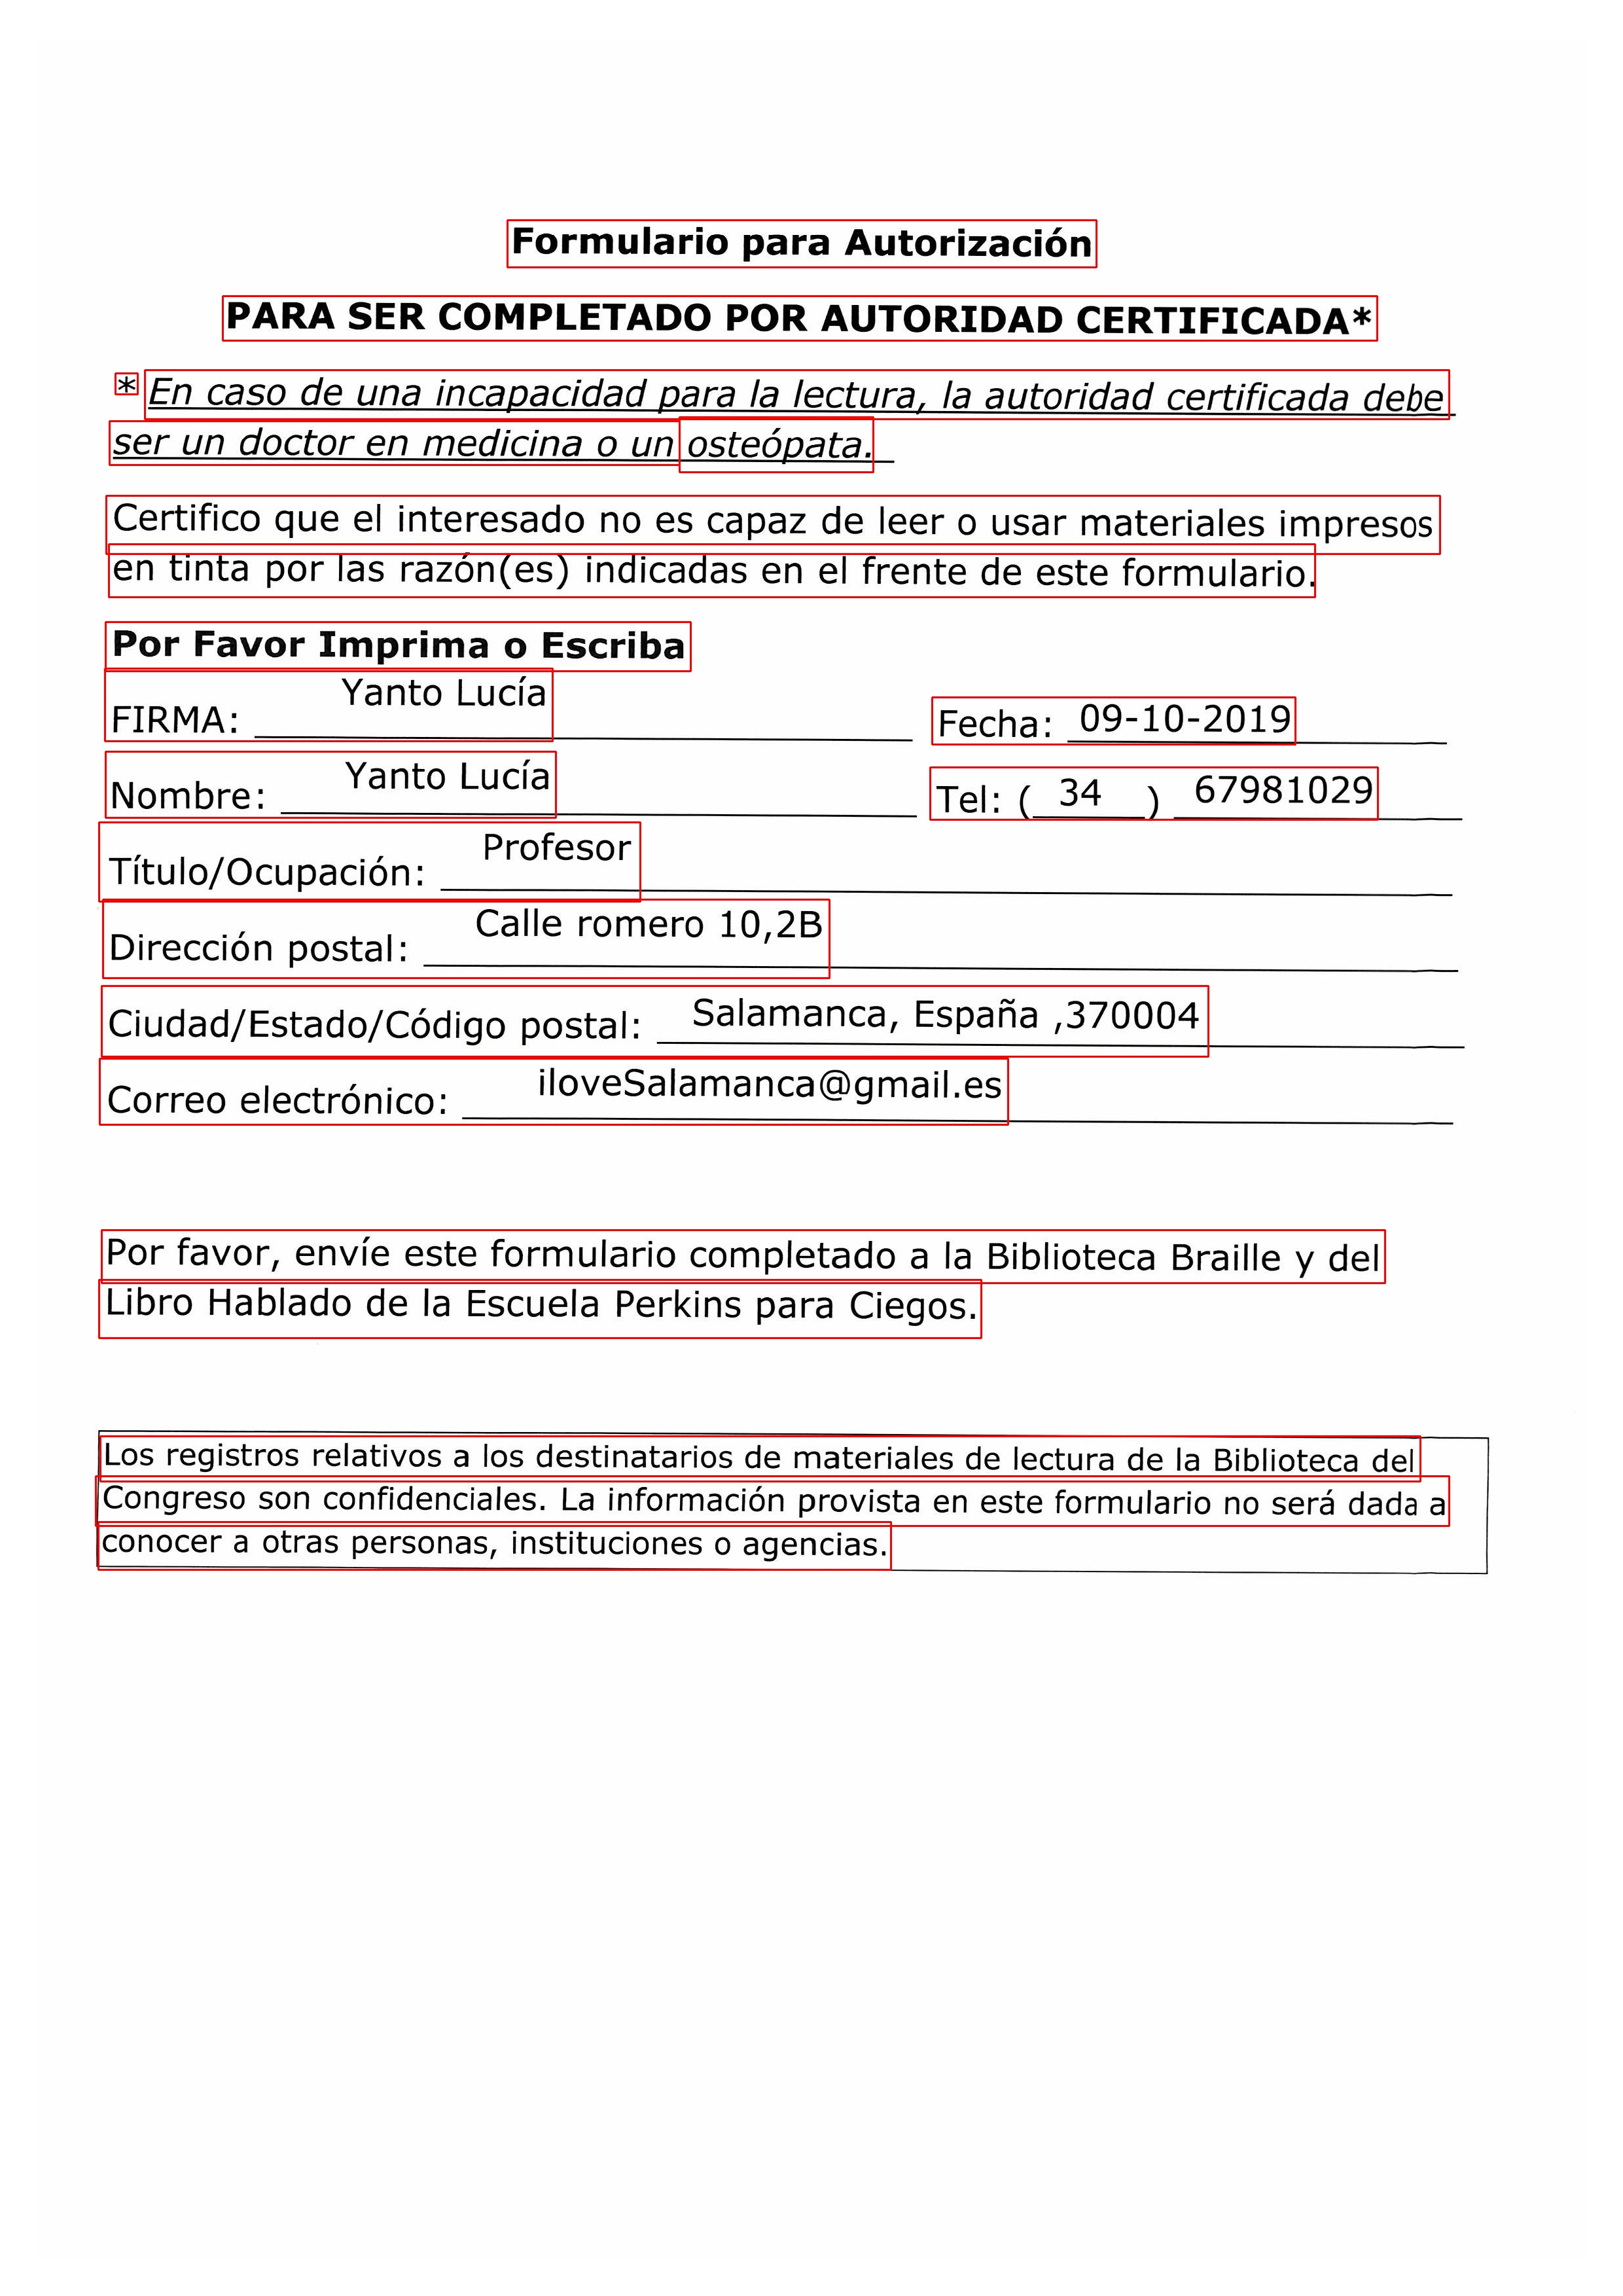 Formulario para Autorización
PARA SER COMPLETADO POR AUTORIDAD CERTIFICADA*
* En caso de una incapacidad para la lectura, la autoridad certificada debe
ser un doctor en medicina o un osteópata.
Certifico que el interesado no es capaz de leer o usar materiales impresos
en tinta por las razón(es) indicadas en el frente de este formulario.
Por Favor Imprima o Escriba
FIRMA: Yanto Lucía Fecha: 09-10-2019
Nombre: Yanto Lucía Tel: ( 34 ) 67981029
Título/Ocupación: Profesor
Dirección postal: Calle romero 10,2B
Ciudad/Estado/Código postal: Salamanca, España ,370004
Correo electrónico: iloveSalamanca@gmail.es
Por favor, envíe este formulario completado a la Biblioteca Braille y del
Libro Hablado de la Escuela Perkins para Ciegos.
Los registros relativos a los destinatarios de materiales de lectura de la Biblioteca del
Congreso son confidenciales. La información provista en este formulario no será dada a
conocer a otras personas, instituciones o agencias.